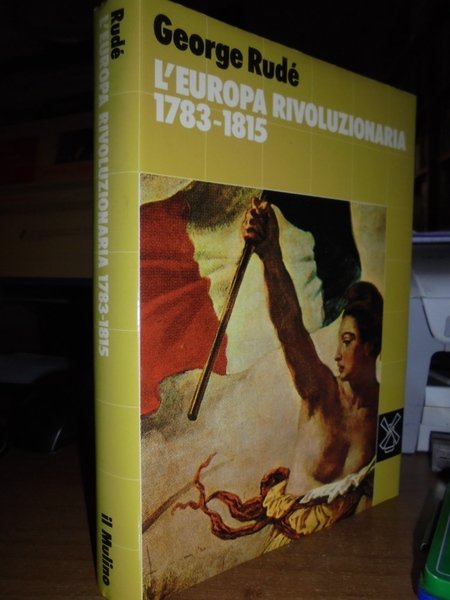 George Rudé
L'EUROPA RIVOLUZIONARIA
1783-1815
Rudé L'EUROPA RIVOLUZIONARIA 1783-1815 il Mulino